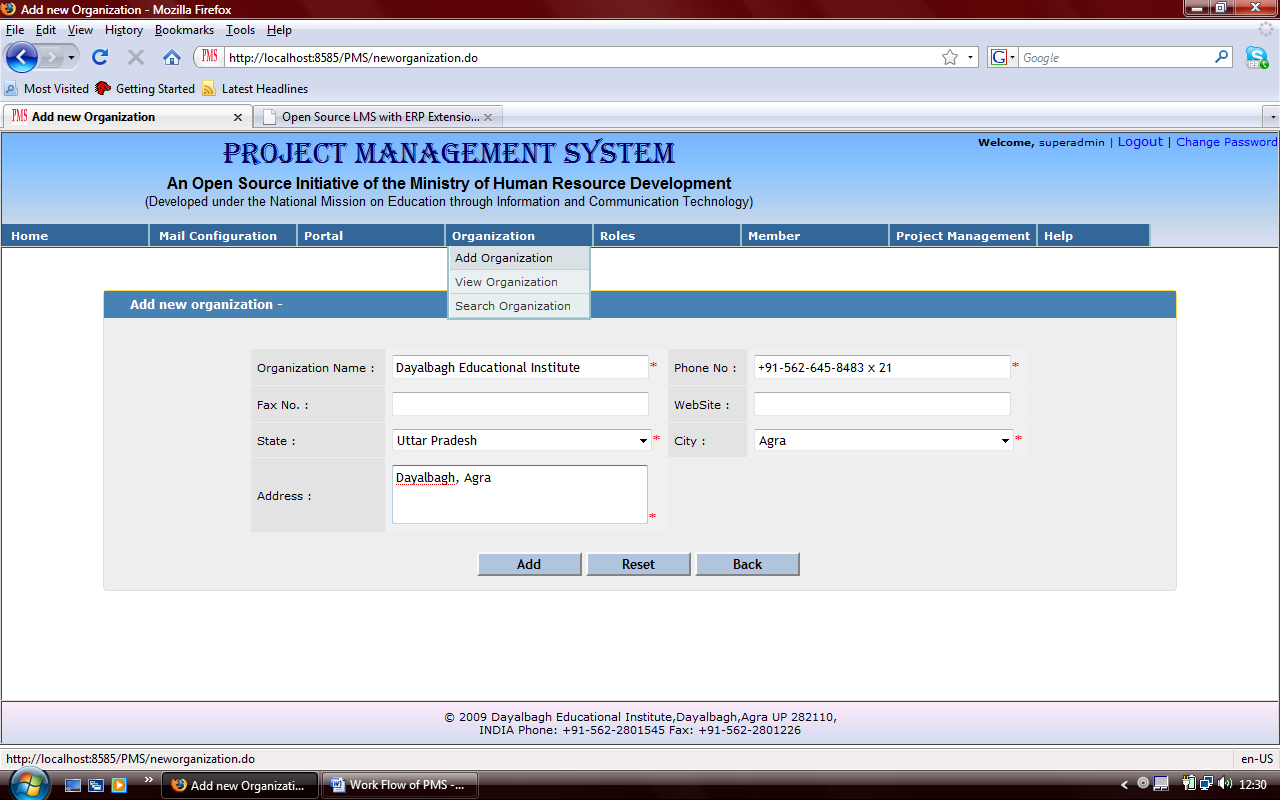 Add new Organization - Mozilla Firefox
File Edit View History Bookmarks Tools Help
PMS http://localhost:8585/PMS/neworganization.do G Google
Most Visited Getting Started Latest Headlines
PMS Add new Organization Open Source LMS with ERP Extensio...
PROJECT MANAGEMENT SYSTEM
Welcome, superadmin | Logout | Change Password
An Open Source Initiative of the Ministry of Human Resource Development
(Developed under the National Mission on Education through Information and Communication Technology)
Home Mail Configuration Portal Organization Roles Member Project Management Help
Add Organization
View Organization
Search Organization
Add new organization -
Organization Name : Dayalbagh Educational Institute * Phone No : +91-562-645-8483 x 21 *
Fax No. : WebSite :
State : Uttar Pradesh * City : Agra *
Address : Dayalbagh, Agra *
Add Reset Back
© 2009 Dayalbagh Educational Institute,Dayalbagh,Agra UP 282110,
INDIA Phone: +91-562-2801545 Fax: +91-562-2801226
http://localhost:8585/PMS/neworganization.do en-US
» Add new Organizati... Work Flow of PMS -... < 12:30